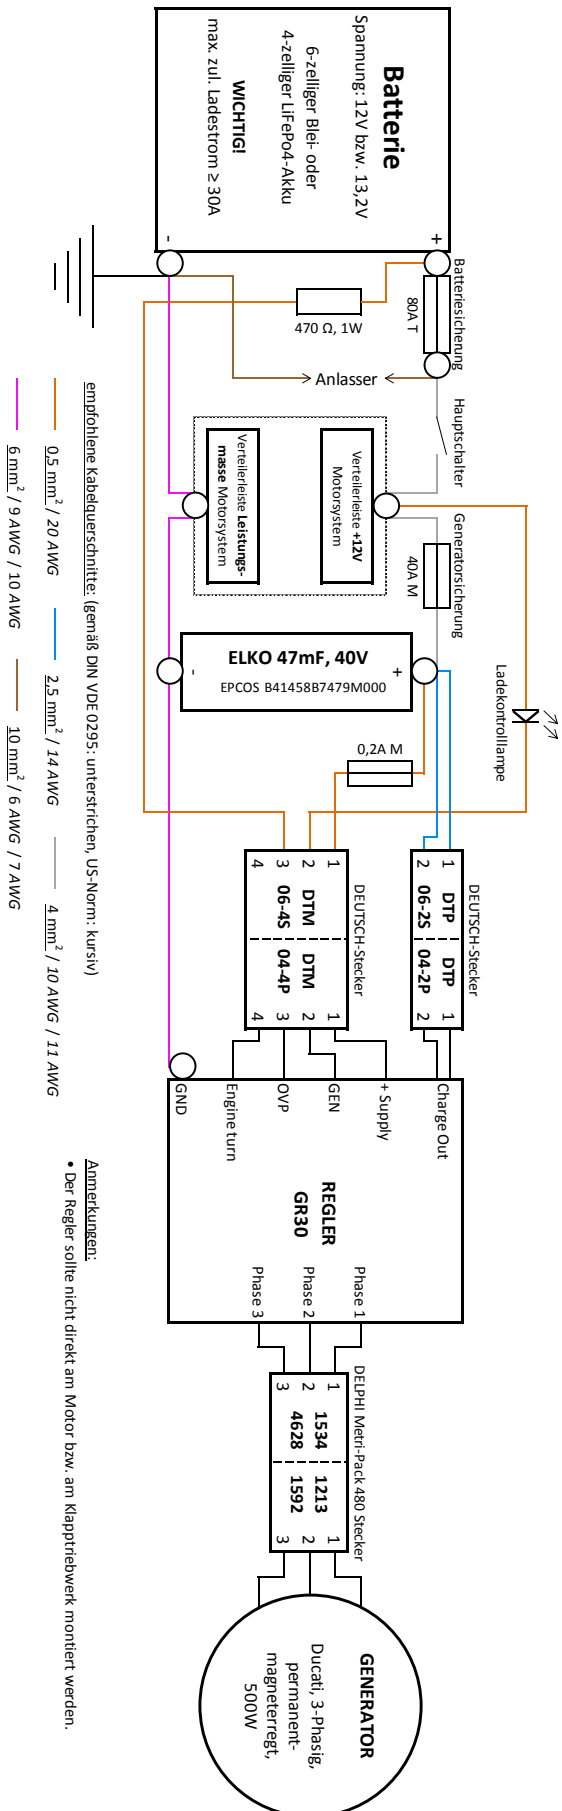 Batterie
Spannung: 12V bzw. 13,2V
6-zelliger Blei- oder
4-zelliger LiFePo4-Akku
WICHTIG!
max. zul. Ladestrom ≥ 30A
+
-
Batteriesicherung
80A T
470 Ω, 1W
Anlasser
Hauptschalter
Verteilerleiste +12V
Motorsystem
Verteilerleiste Leistungs-
masse Motorsystem
Generatorsicherung
40A M
ELKO 47mF, 40V
EPCOS B41458B7479M000
+
-
Ladekontrolllampe
0,2A M
DEUTSCH-Stecker
1 DTP DTP 1
2 06-2S 04-2P 2
DEUTSCH-Stecker
1 1
2 DTM DTM 2
3 06-4S 04-4P 3
4 4
Charge Out
+ Supply
GEN
OVP
Engine turn
GND
REGLER
GR30
Phase 1
Phase 2
Phase 3
DELPHI Metri-Pack 480 Stecker
1 1534 1213 1
2 4628 1592 2
3 3
GENERATOR
Ducati, 3-Phasig,
permanent-
magneterregt,
500W
empfohlene Kabelquerschnitte: (gemäß DIN VDE 0295: unterstrichen, US-Norm: kursiv)
0,5 mm² / 20 AWG 2,5 mm² / 14 AWG 4 mm² / 10 AWG / 11 AWG
6 mm² / 9 AWG / 10 AWG 10 mm² / 6 AWG / 7 AWG
Anmerkungen:
• Der Regler sollte nicht direkt am Motor bzw. am Klapptriebwerk montiert werden.